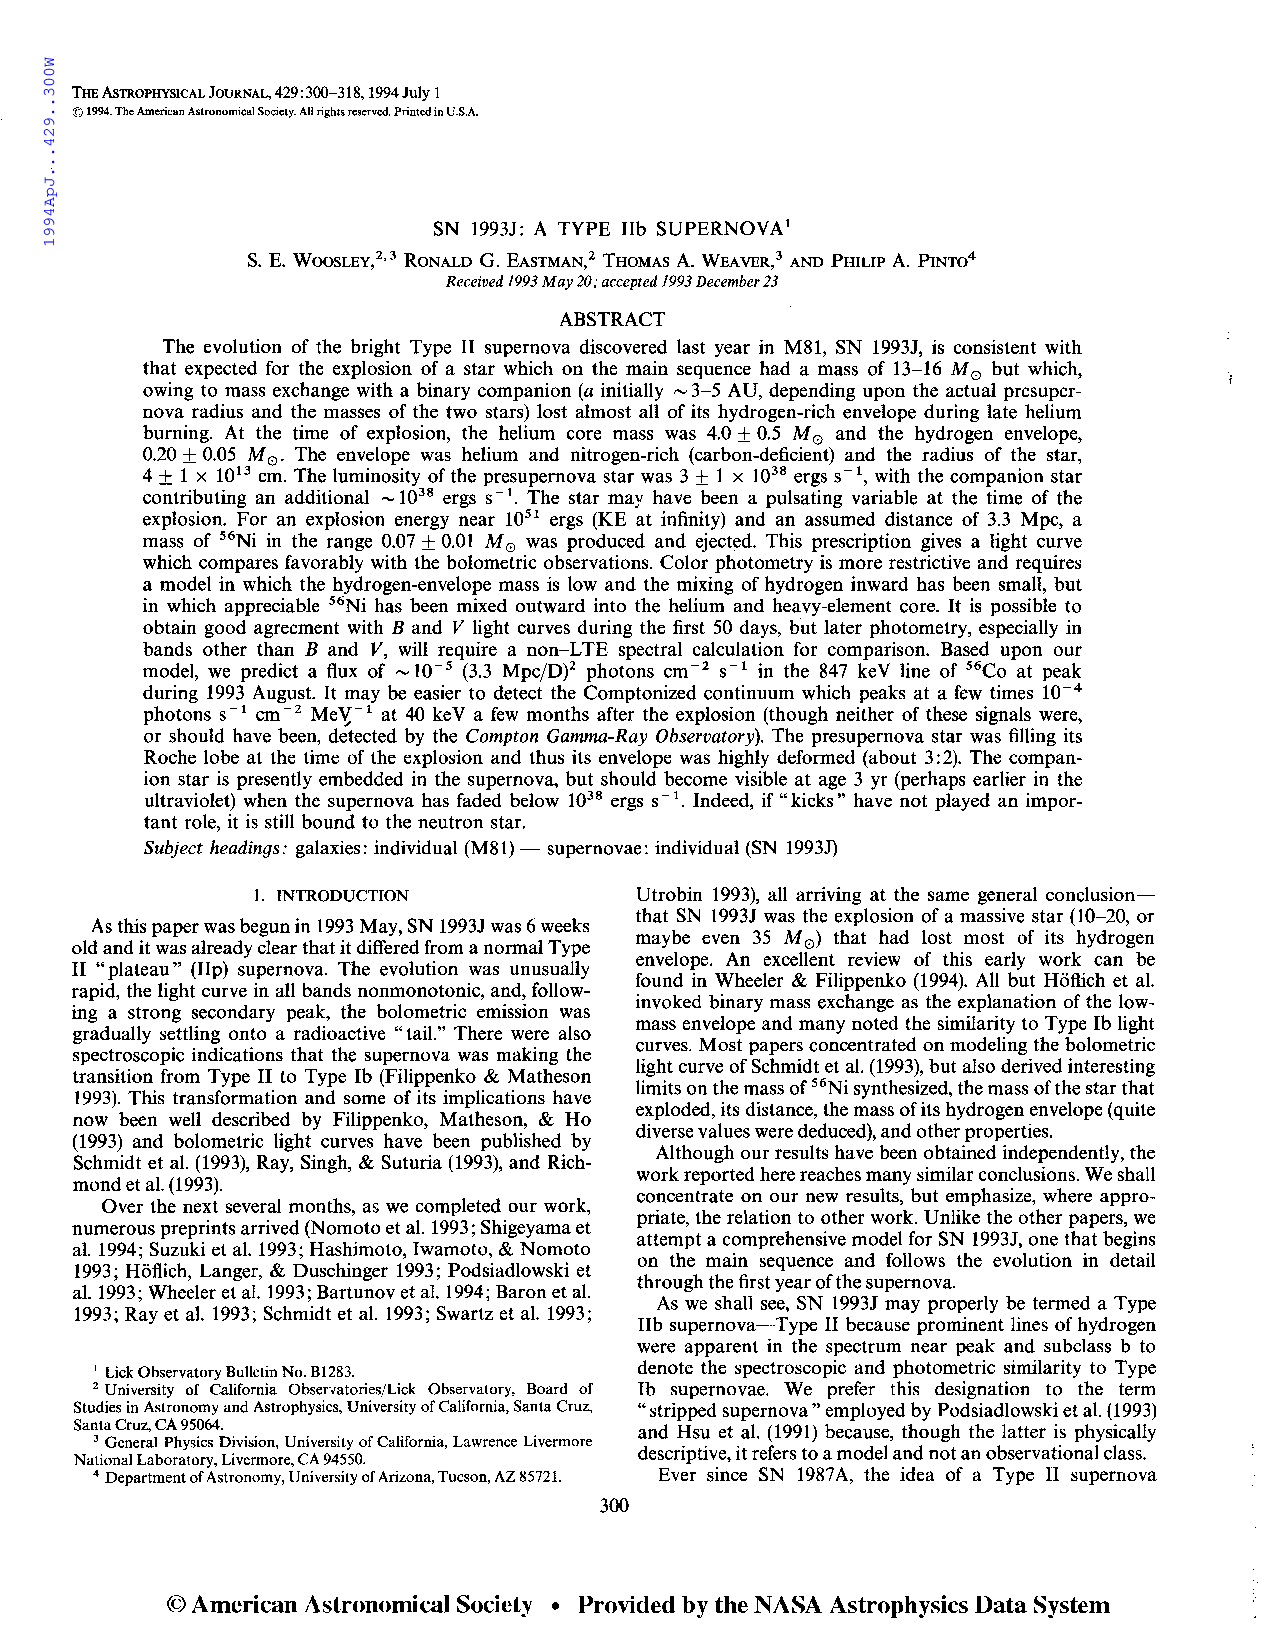 1994ApJ...429..300W
THE ASTROPHYSICAL JOURNAL, 429:300–318, 1994 July 1
© 1994. The American Astronomical Society. All rights reserved. Printed in U.S.A.
SN 1993J: A TYPE IIb SUPERNOVA¹
S. E. WOOSLEY,²,³ RONALD G. EASTMAN,² THOMAS A. WEAVER,³ AND PHILIP A. PINTO⁴
Received 1993 May 20; accepted 1993 December 23
ABSTRACT
The evolution of the bright Type II supernova discovered last year in M81, SN 1993J, is consistent with
that expected for the explosion of a star which on the main sequence had a mass of 13–16 M⊙ but which,
owing to mass exchange with a binary companion (a initially ~3–5 AU, depending upon the actual presuper-
nova radius and the masses of the two stars) lost almost all of its hydrogen-rich envelope during late helium
burning. At the time of explosion, the helium core mass was 4.0 ± 0.5 M⊙ and the hydrogen envelope,
0.20 ± 0.05 M⊙. The envelope was helium and nitrogen-rich (carbon-deficient) and the radius of the star,
4 ± 1 × 10¹³ cm. The luminosity of the presupernova star was 3 ± 1 × 10³⁸ ergs s⁻¹, with the companion star
contributing an additional ~10³⁸ ergs s⁻¹. The star may have been a pulsating variable at the time of the
explosion. For an explosion energy near 10⁵¹ ergs (KE at infinity) and an assumed distance of 3.3 Mpc, a
mass of ⁵⁶Ni in the range 0.07 ± 0.01 M⊙ was produced and ejected. This prescription gives a light curve
which compares favorably with the bolometric observations. Color photometry is more restrictive and requires
a model in which the hydrogen-envelope mass is low and the mixing of hydrogen inward has been small, but
in which appreciable ⁵⁶Ni has been mixed outward into the helium and heavy-element core. It is possible to
obtain good agreement with B and V light curves during the first 50 days, but later photometry, especially in
bands other than B and V, will require a non–LTE spectral calculation for comparison. Based upon our
model, we predict a flux of ~10⁻⁵ (3.3 Mpc/D)² photons cm⁻² s⁻¹ in the 847 keV line of ⁵⁶Co at peak
during 1993 August. It may be easier to detect the Comptonized continuum which peaks at a few times 10⁻⁴
photons s⁻¹ cm⁻² MeV⁻¹ at 40 keV a few months after the explosion (though neither of these signals were,
or should have been, detected by the Compton Gamma-Ray Observatory). The presupernova star was filling its
Roche lobe at the time of the explosion and thus its envelope was highly deformed (about 3:2). The compan-
ion star is presently embedded in the supernova, but should become visible at age 3 yr (perhaps earlier in the
ultraviolet) when the supernova has faded below 10³⁸ ergs s⁻¹. Indeed, if “kicks” have not played an impor-
tant role, it is still bound to the neutron star.
Subject headings: galaxies: individual (M81) — supernovae: individual (SN 1993J)
1. INTRODUCTION
As this paper was begun in 1993 May, SN 1993J was 6 weeks
old and it was already clear that it differed from a normal Type
II “plateau” (IIp) supernova. The evolution was unusually
rapid, the light curve in all bands nonmonotonic, and, follow-
ing a strong secondary peak, the bolometric emission was
gradually settling onto a radioactive “tail.” There were also
spectroscopic indications that the supernova was making the
transition from Type II to Type Ib (Filippenko & Matheson
1993). This transformation and some of its implications have
now been well described by Filippenko, Matheson, & Ho
(1993) and bolometric light curves have been published by
Schmidt et al. (1993), Ray, Singh, & Suturia (1993), and Rich-
mond et al. (1993).
Over the next several months, as we completed our work,
numerous preprints arrived (Nomoto et al. 1993; Shigeyama et
al. 1994; Suzuki et al. 1993; Hashimoto, Iwamoto, & Nomoto
1993; Höflich, Langer, & Duschinger 1993; Podsiadlowski et
al. 1993; Wheeler et al. 1993; Bartunov et al. 1994; Baron et al.
1993; Ray et al. 1993; Schmidt et al. 1993; Swartz et al. 1993;
¹ Lick Observatory Bulletin No. B1283.
² University of California Observatories/Lick Observatory, Board of
Studies in Astronomy and Astrophysics, University of California, Santa Cruz,
Santa Cruz, CA 95064.
³ General Physics Division, University of California, Lawrence Livermore
National Laboratory, Livermore, CA 94550.
⁴ Department of Astronomy, University of Arizona, Tucson, AZ 85721.
Utrobin 1993), all arriving at the same general conclusion—
that SN 1993J was the explosion of a massive star (10–20, or
maybe even 35 M⊙) that had lost most of its hydrogen
envelope. An excellent review of this early work can be
found in Wheeler & Filippenko (1994). All but Höflich et al.
invoked binary mass exchange as the explanation of the low-
mass envelope and many noted the similarity to Type Ib light
curves. Most papers concentrated on modeling the bolometric
light curve of Schmidt et al. (1993), but also derived interesting
limits on the mass of ⁵⁶Ni synthesized, the mass of the star that
exploded, its distance, the mass of its hydrogen envelope (quite
diverse values were deduced), and other properties.
Although our results have been obtained independently, the
work reported here reaches many similar conclusions. We shall
concentrate on our new results, but emphasize, where appro-
priate, the relation to other work. Unlike the other papers, we
attempt a comprehensive model for SN 1993J, one that begins
on the main sequence and follows the evolution in detail
through the first year of the supernova.
As we shall see, SN 1993J may properly be termed a Type
IIb supernova—Type II because prominent lines of hydrogen
were apparent in the spectrum near peak and subclass b to
denote the spectroscopic and photometric similarity to Type
Ib supernovae. We prefer this designation to the term
“stripped supernova” employed by Podsiadlowski et al. (1993)
and Hsu et al. (1991) because, though the latter is physically
descriptive, it refers to a model and not an observational class.
Ever since SN 1987A, the idea of a Type II supernova
300
© American Astronomical Society • Provided by the NASA Astrophysics Data System